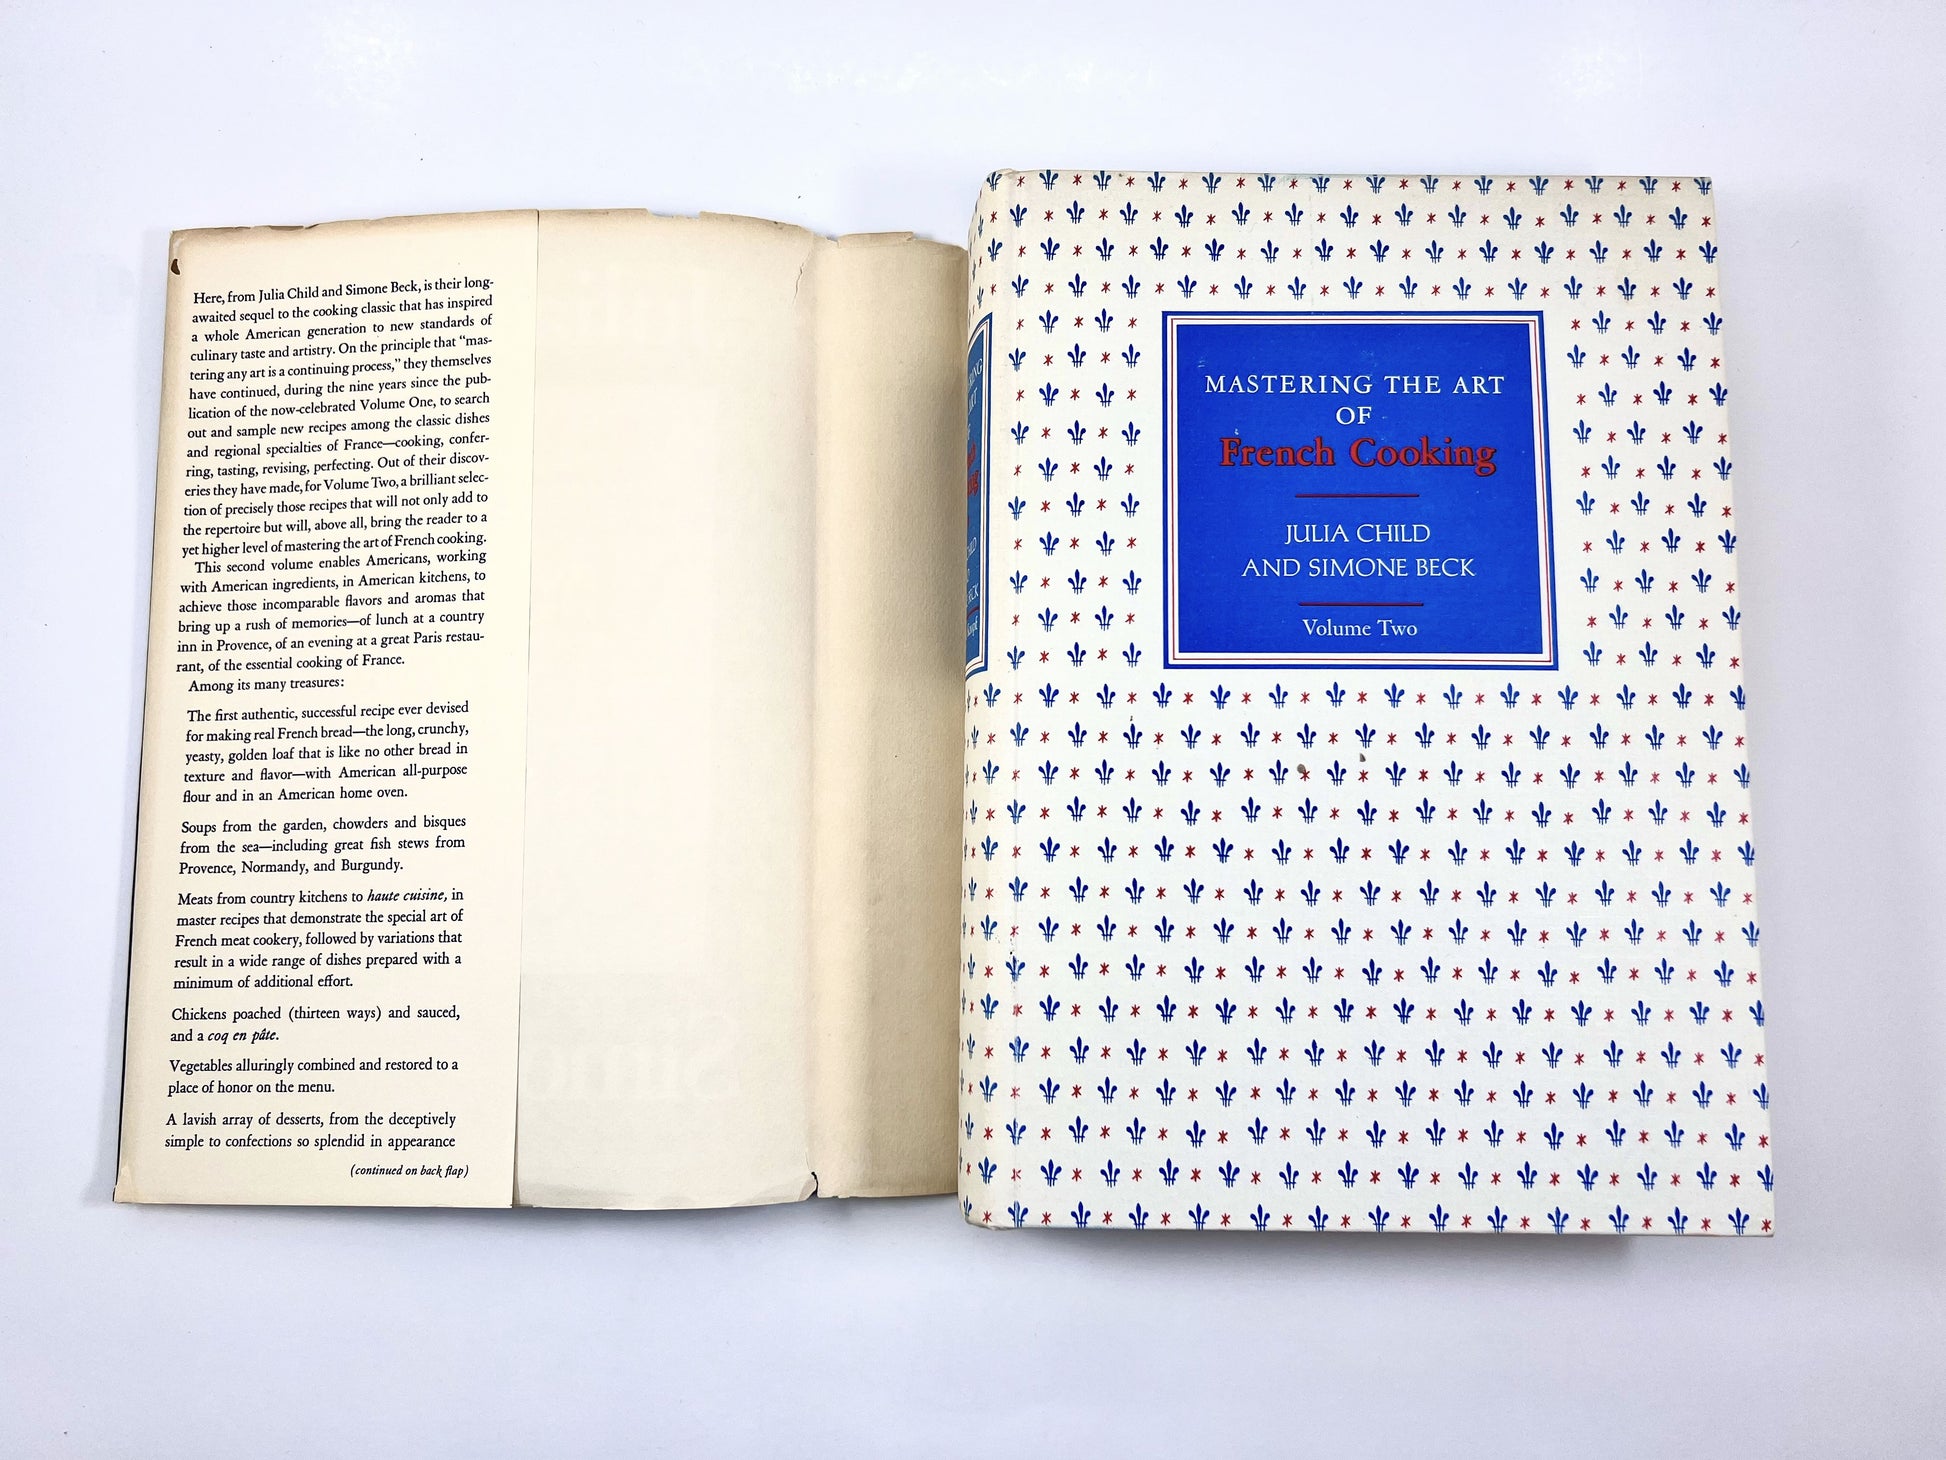 Here, from Julia Child and Simone Beck, is their long-
awaited sequel to the cooking classic that has inspired
a whole American generation to new standards of
culinary taste and artistry. On the principle that “mas-
tering any art is a continuing process,” they themselves
have continued, during the nine years since the pub-
lication of the now-celebrated Volume One, to search
out and sample new recipes among the classic dishes
and regional specialties of France—cooking, confer-
ring, tasting, revising, perfecting. Out of their discov-
eries they have made, for Volume Two, a brilliant selec-
tion of precisely those recipes that will not only add to
the repertoire but will, above all, bring the reader to a
yet higher level of mastering the art of French cooking.
This second volume enables Americans, working
with American ingredients, in American kitchens, to
achieve those incomparable flavors and aromas that
bring up a rush of memories—of lunch at a country
inn in Provence, of an evening at a great Paris restau-
rant, of the essential cooking of France.
Among its many treasures:
The first authentic, successful recipe ever devised
for making real French bread—the long, crunchy,
yeasty, golden loaf that is like no other bread in
texture and flavor—with American all-purpose
flour and in an American home oven.
Soups from the garden, chowders and bisques
from the sea—including great fish stews from
Provence, Normandy, and Burgundy.
Meats from country kitchens to haute cuisine, in
master recipes that demonstrate the special art of
French meat cookery, followed by variations that
result in a wide range of dishes prepared with a
minimum of additional effort.
Chickens poached (thirteen ways) and sauced,
and a coq en pâte.
Vegetables alluringly combined and restored to a
place of honor on the menu.
A lavish array of desserts, from the deceptively
simple to confections so splendid in appearance
(continued on back flap)
MASTERING THE ART
OF
French Cooking
JULIA CHILD
AND SIMONE BECK
Volume Two